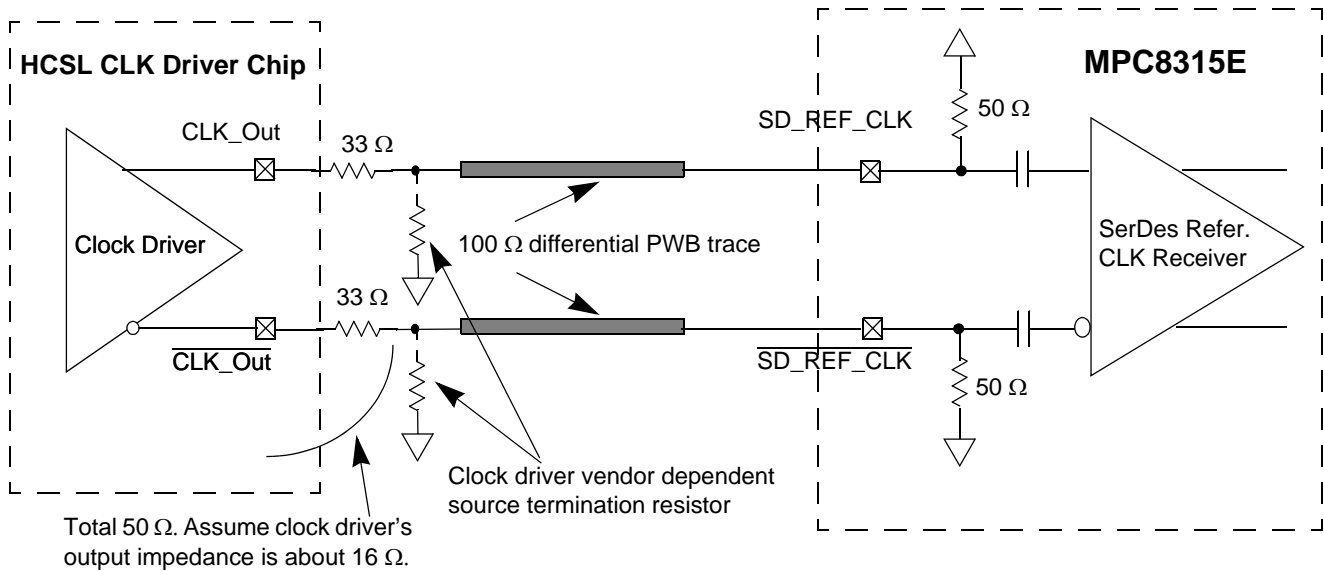 HCSL CLK Driver Chip
MPC8315E
CLK_Out
33 Ω
SD_REF_CLK
50 Ω
Clock Driver
100 Ω differential PWB trace
SerDes Refer.
CLK Receiver
33 Ω
CLK_Out
SD_REF_CLK
50 Ω
Clock driver vendor dependent
source termination resistor
Total 50 Ω. Assume clock driver's
output impedance is about 16 Ω.